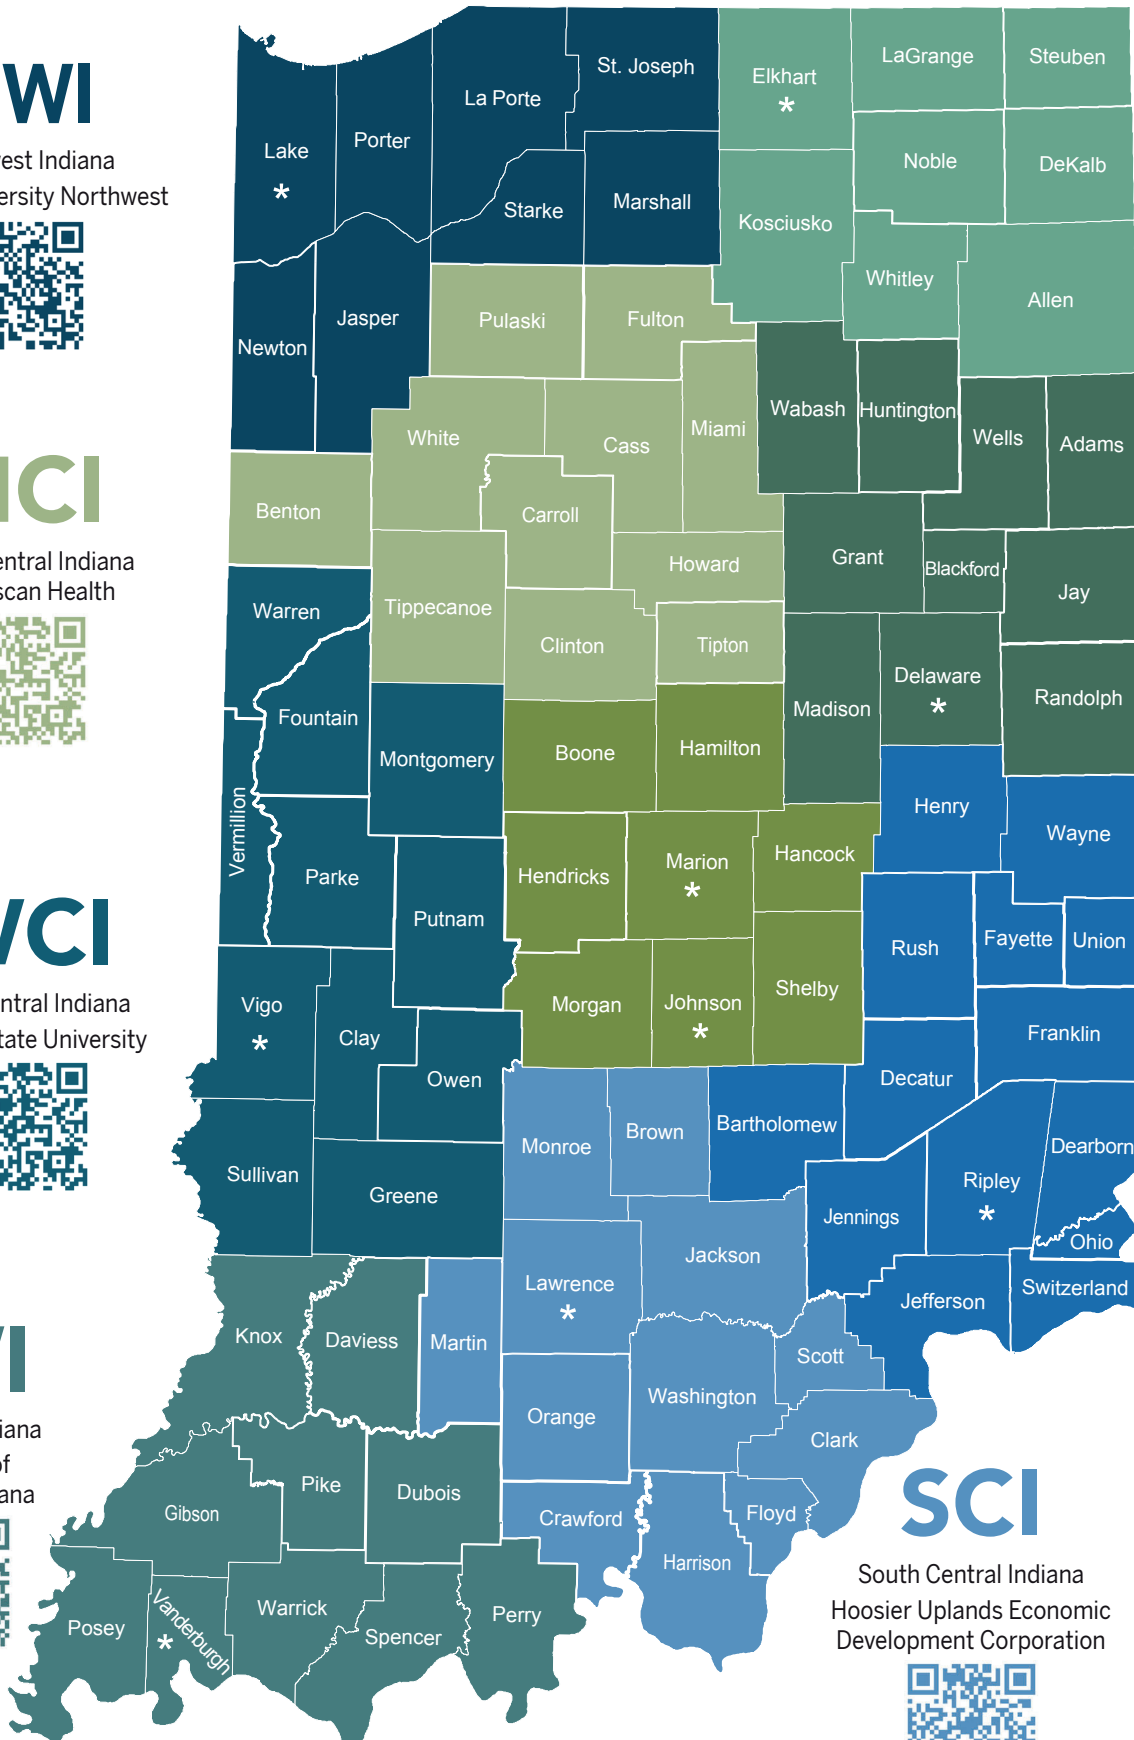 WI
est Indiana
ersity Northwest
ICI
entral Indiana
scan Health
VCI
ntral Indiana
tate University
I
iana
of
ana
SCI
South Central Indiana
Hoosier Uplands Economic
Development Corporation
St. Joseph
Elkhart
*
LaGrange
Steuben
La Porte
Porter
Lake
*
Noble
DeKalb
Starke
Marshall
Kosciusko
Whitley
Allen
Newton
Jasper
Pulaski
Fulton
White
Cass
Miami
Wabash
Huntington
Wells
Adams
Benton
Carroll
Howard
Grant
Blackford
Jay
Warren
Tippecanoe
Clinton
Tipton
Delaware
*
Randolph
Fountain
Montgomery
Boone
Hamilton
Madison
Vermillion
Henry
Wayne
Parke
Putnam
Hendricks
Marion
*
Hancock
Rush
Fayette
Union
Vigo
*
Clay
Owen
Morgan
Johnson
*
Shelby
Franklin
Decatur
Sullivan
Greene
Monroe
Brown
Bartholomew
Dearborn
Ripley
*
Jennings
Ohio
Jackson
Lawrence
*
Switzerland
Jefferson
Knox
Daviess
Martin
Scott
Washington
Orange
Clark
Pike
Dubois
Gibson
Crawford
Floyd
Harrison
Posey
Vanderburgh
*
Warrick
Spencer
Perry